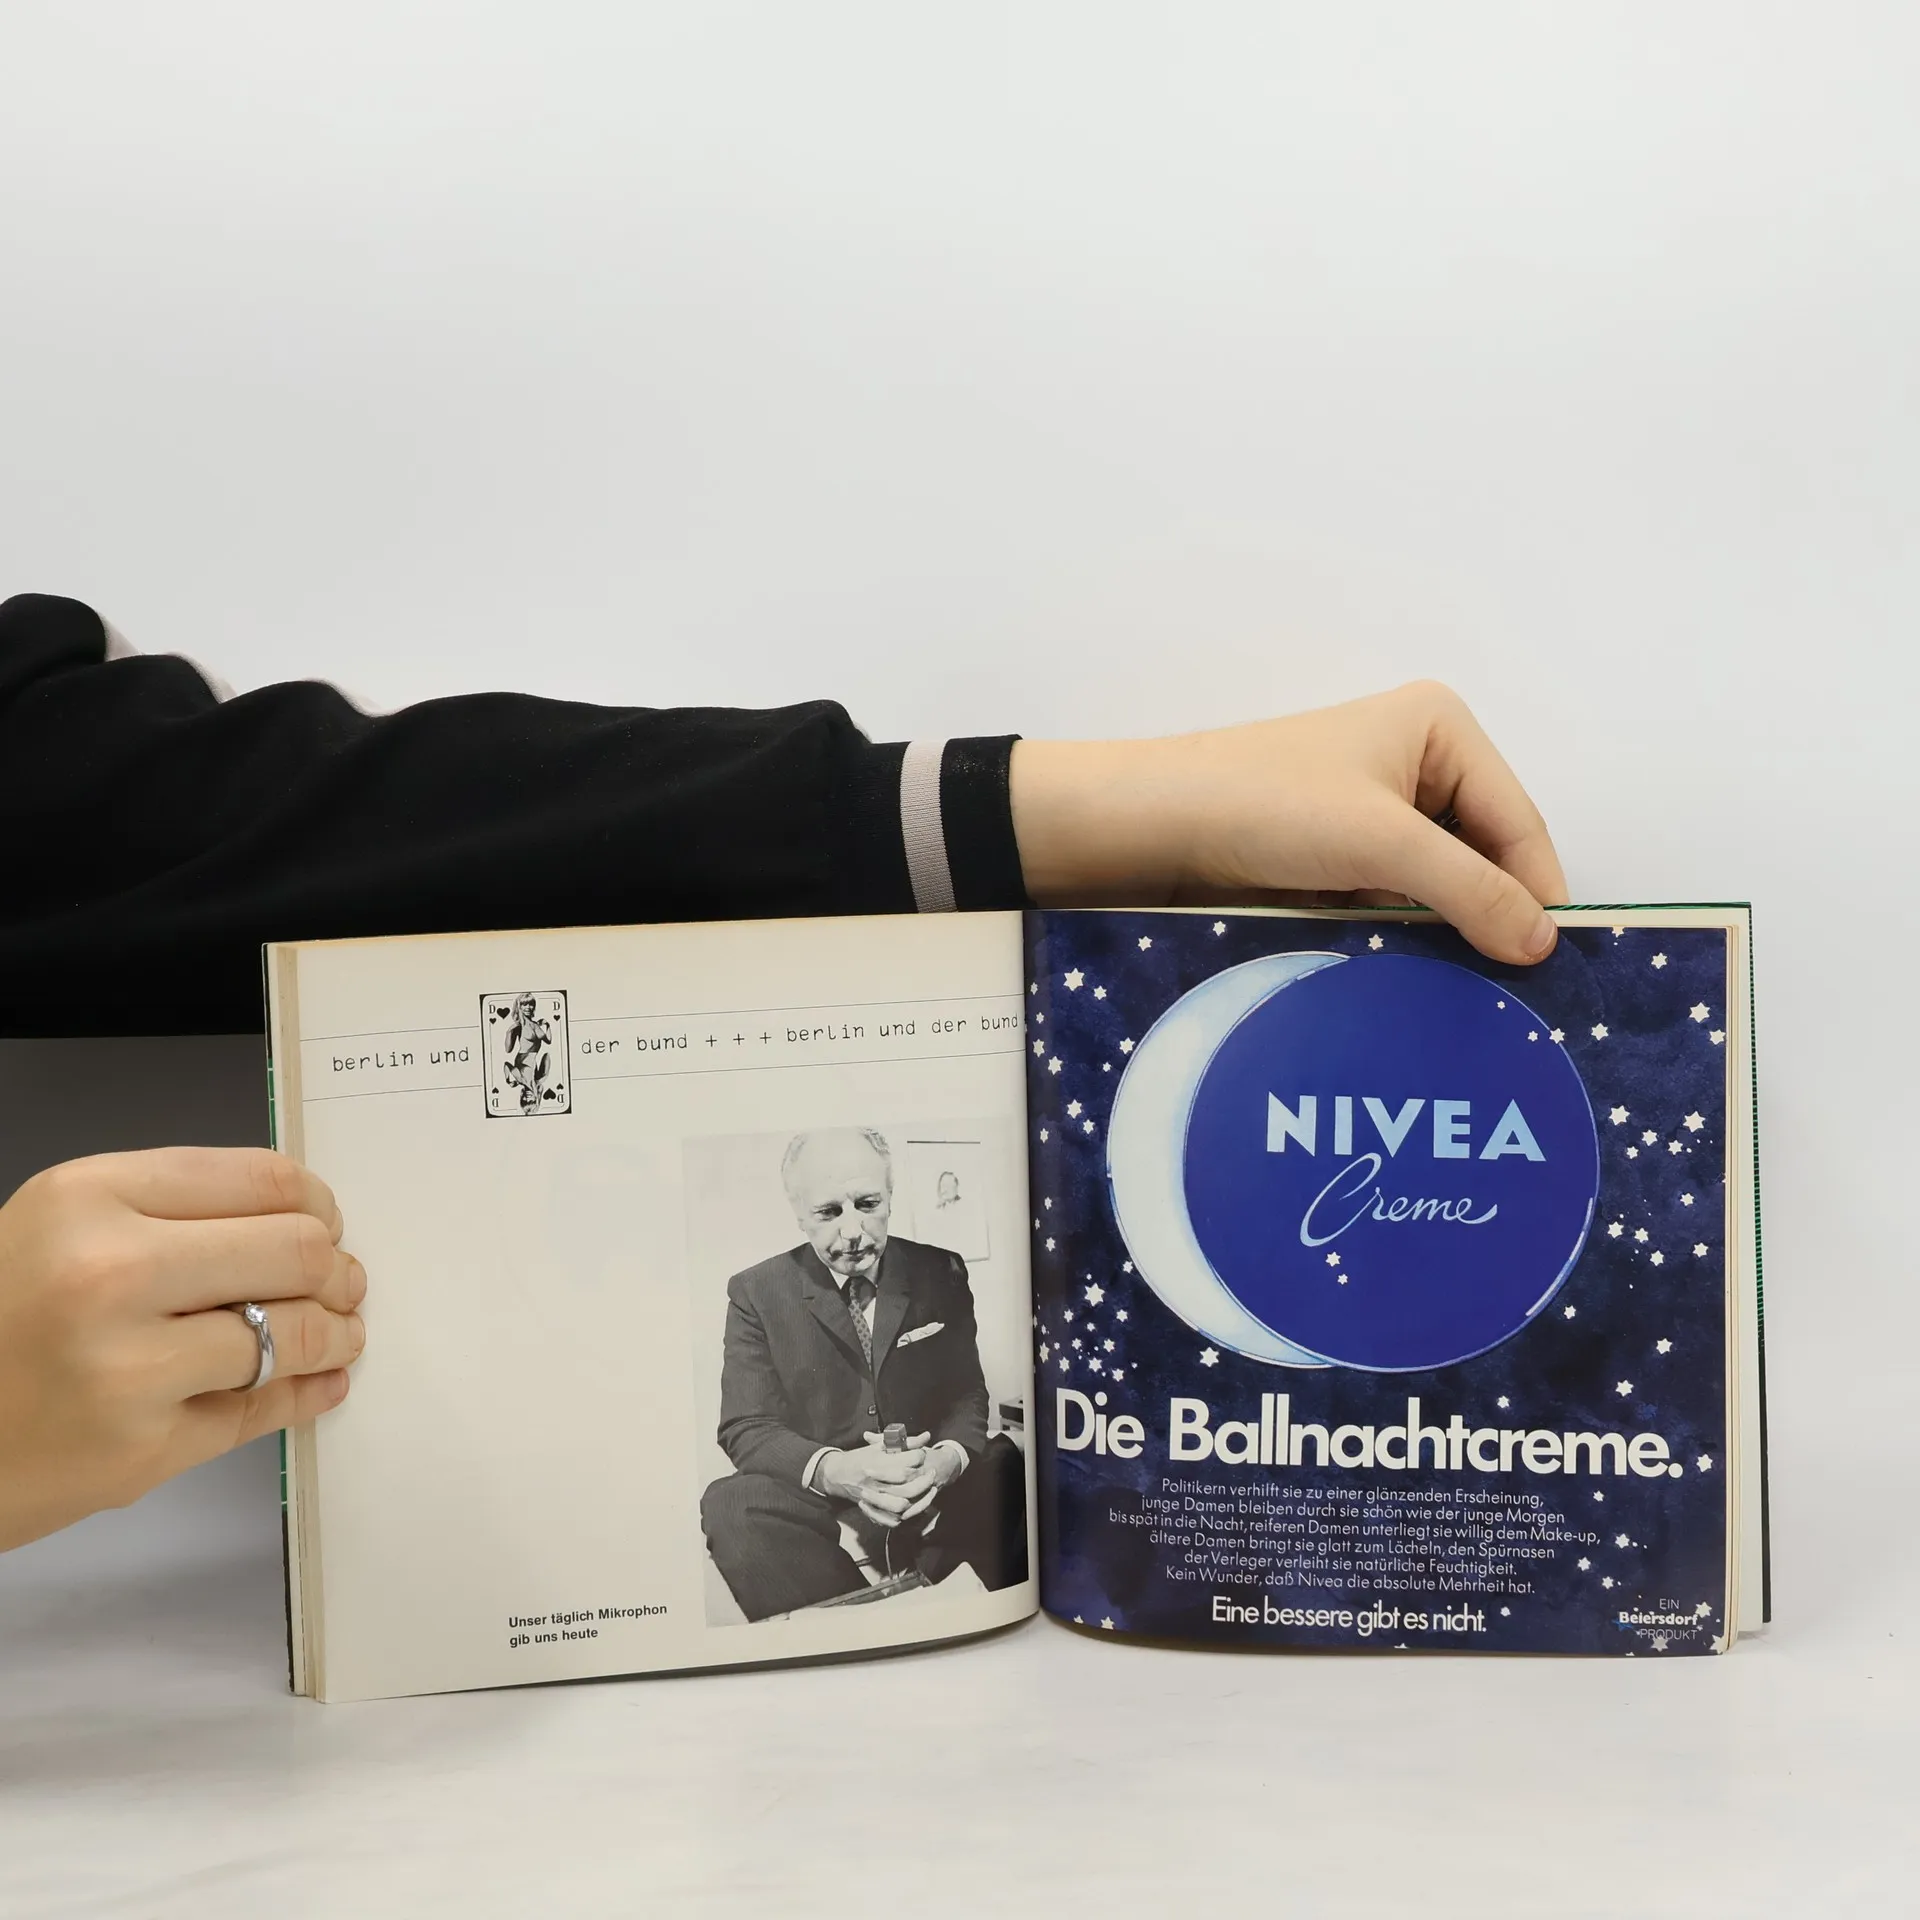 berlin und der bund + + + berlin und der bund
D D
D D
Unser täglich Mikrophon
gib uns heute
NIVEA
Creme
Die Ballnachtcreme.
Politikern verhilft sie zu einer glänzenden Erscheinung,
junge Damen bleiben durch sie schön wie der junge Morgen
bis spät in die Nacht, reiferen Damen unterliegt sie willig dem Make-up,
ältere Damen bringt sie glatt zum Lächeln, den Spürnasen
der Verleger verleiht sie natürliche Feuchtigkeit.
Kein Wunder, daß Nivea die absolute Mehrheit hat.
Eine bessere gibt es nicht.
EIN
Beiersdorf
PRODUKT